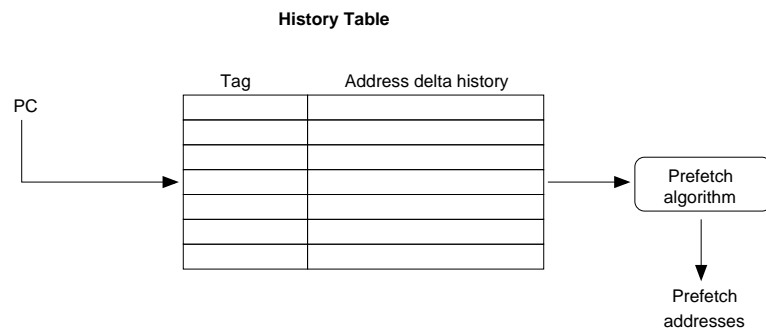 History Table
Tag
Address delta history
PC
Prefetch
algorithm
Prefetch
addresses